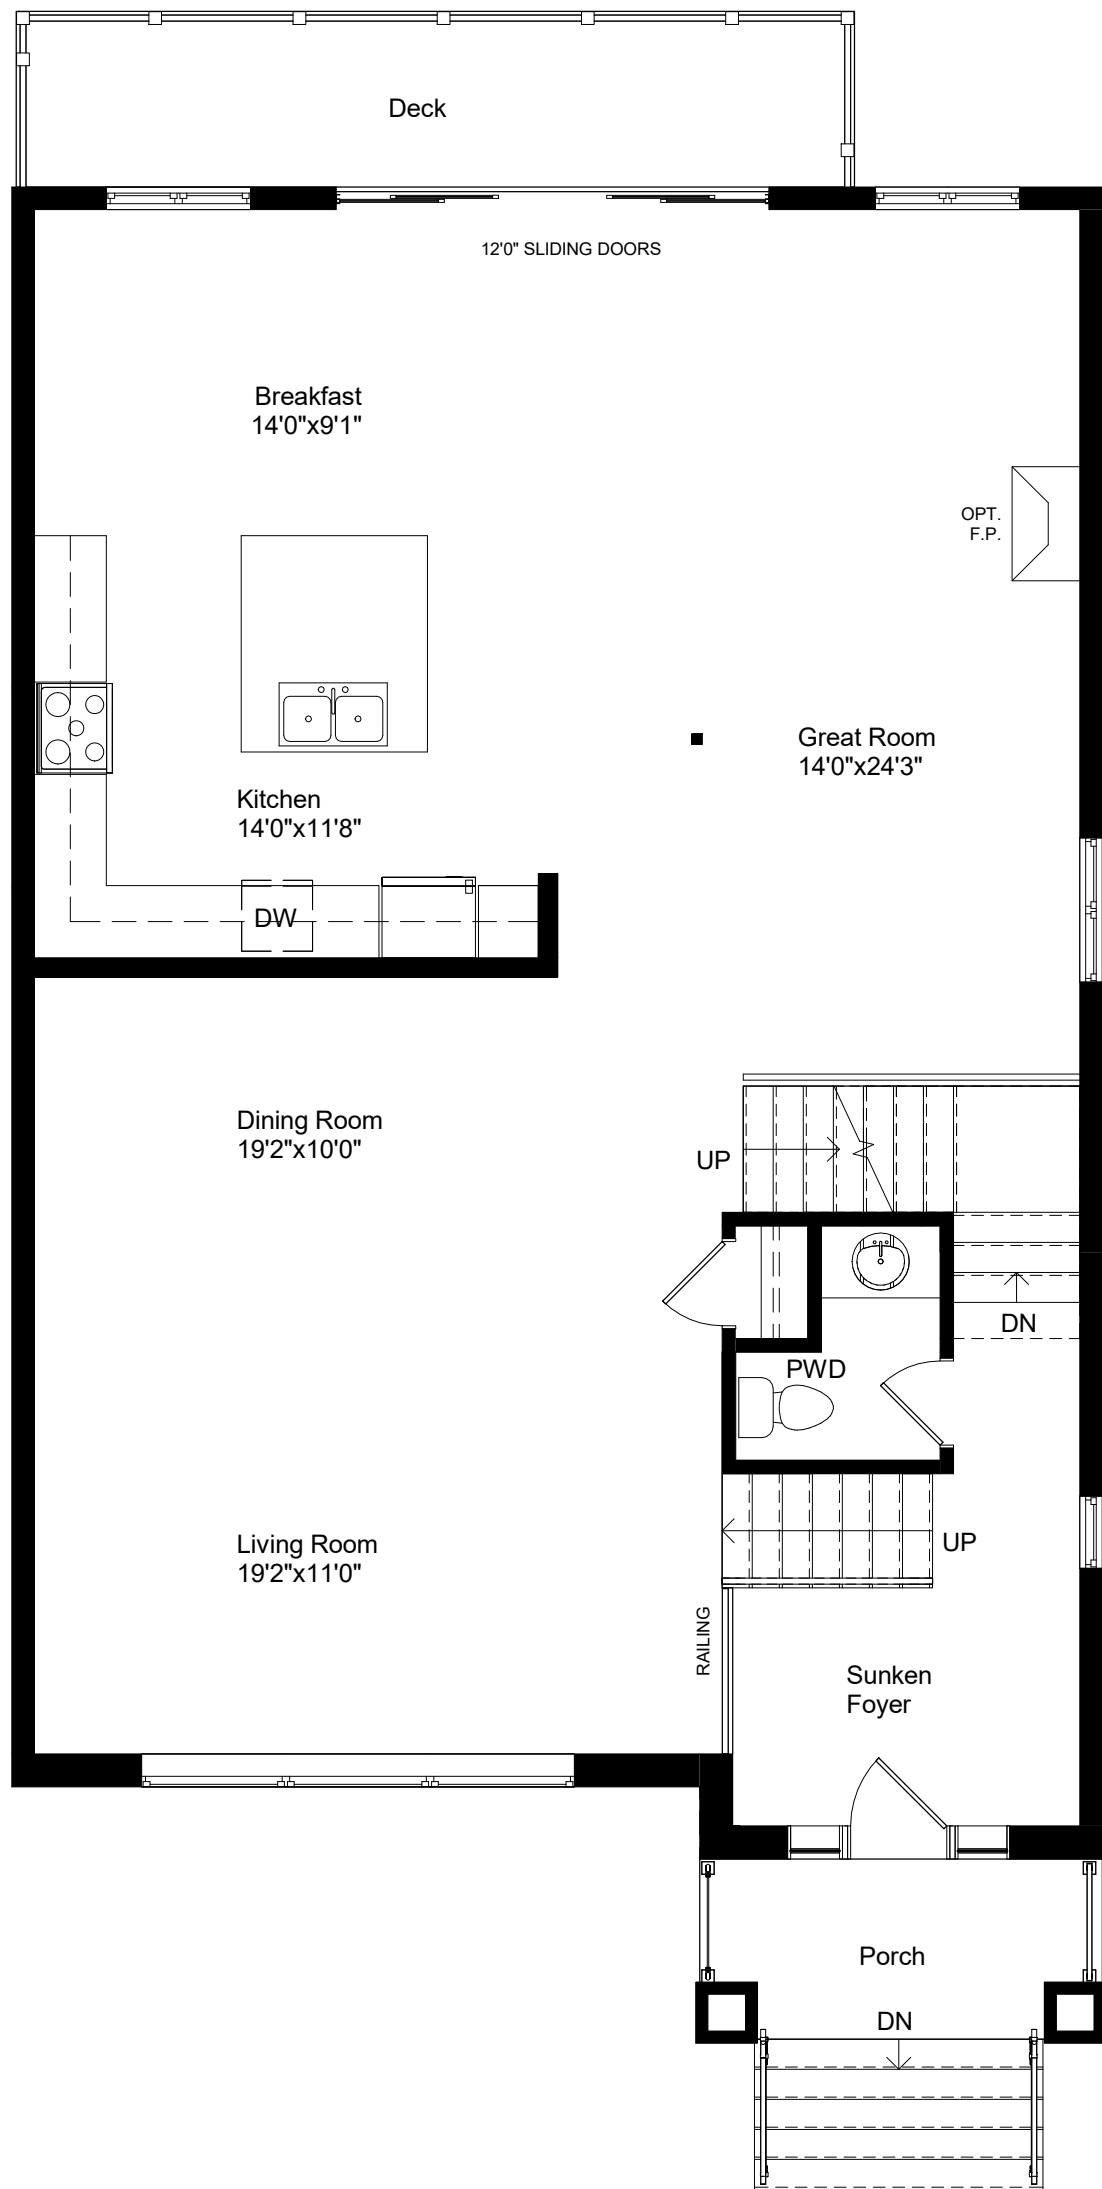 Deck
12'0" SLIDING DOORS
Breakfast
14'0"x9'1"
OPT.
F.P.
Great Room
14'0"x24'3"
Kitchen
14'0"x11'8"
DW
Dining Room
19'2"x10'0"
UP
DN
PWD
Living Room
19'2"x11'0"
UP
RAILING
Sunken
Foyer
Porch
DN